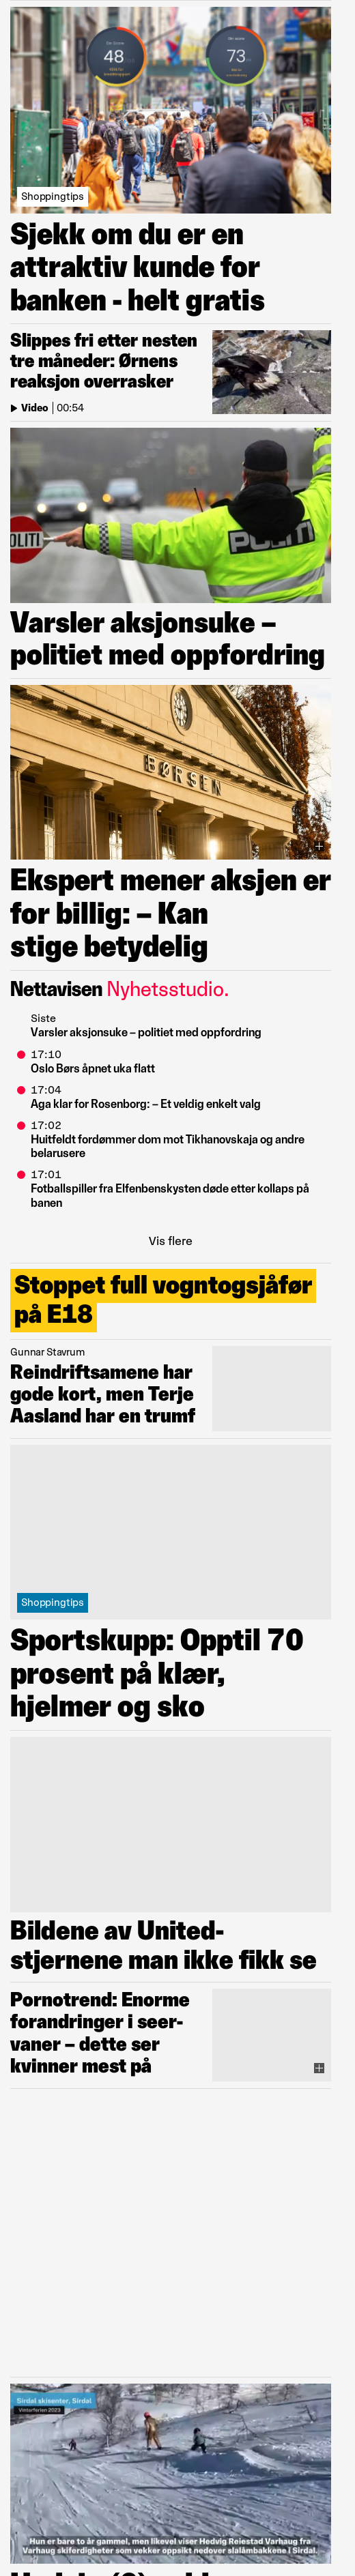 48
73
Shoppingtips
Sjekk om du er en
attraktiv kunde for
banken - helt gratis
Slippes fri etter nesten
tre måneder: Ørnens
reaksjon overrasker
Video | 00:54
POLITI
OLITI
Varsler aksjonsuke –
politiet med oppfordring
BØRSEN
Ekspert mener aksjen er
for billig: – Kan
stige betydelig
Nettavisen Nyhetsstudio.
Siste
Varsler aksjonsuke – politiet med oppfordring
17:10
Oslo Børs åpnet uka flatt
17:04
Aga klar for Rosenborg: – Et veldig enkelt valg
17:02
Huitfeldt fordømmer dom mot Tikhanovskaja og andre
belarusere
17:01
Fotballspiller fra Elfenbenskysten døde etter kollaps på
banen
Vis flere
Stoppet full vogntogsjåfør
på E18
Gunnar Stavrum
Reindriftsamene har
gode kort, men Terje
Aasland har en trumf
Shoppingtips
Sportskupp: Opptil 70
prosent på klær,
hjelmer og sko
Bildene av United-
stjernene man ikke fikk se
Pornotrend: Enorme
forandringer i seer-
vaner – dette ser
kvinner mest på
Sirdal skisenter, Sirdal
Vinterferien 2023
Hun er bare to år gammel, men likevel viser Hedvig Reiestad Varhaug fra
Varhaug skiferdigheter som vekker oppsikt nedover alalåmbakkene i Sirdal.